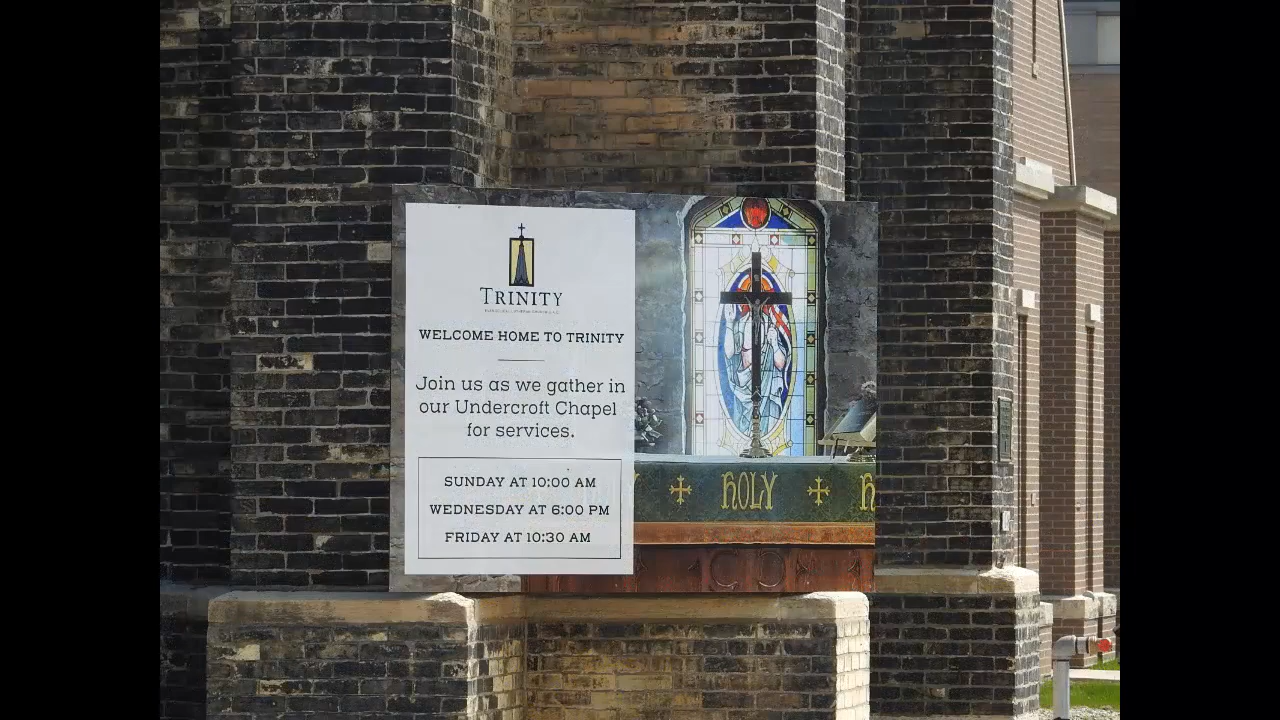 TRINITY
WELCOME HOME TO TRINITY
Join us as we gather in
our Undercroft Chapel
for services.
SUNDAY AT 10:00 AM
WEDNESDAY AT 6:00 PM
FRIDAY AT 10:30 AM
HOLY